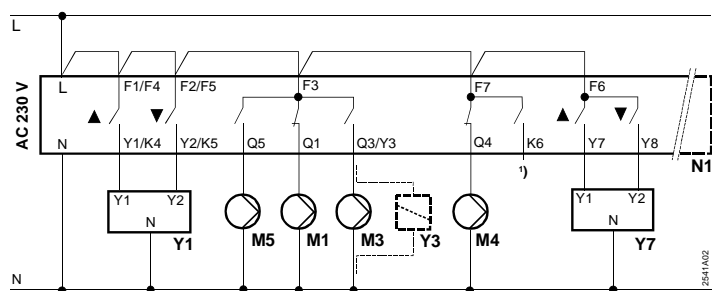 L
AC 230 V
L F1/F4 F2/F5 F3 F7 F6
N Y1/K4 Y2/K5 Q5 Q1 Q3/Y3 Q4 K6 Y7 Y8
¹)
N1
Y1 Y2
N
Y1
M5 M1 M3 Y3 M4
Y1 Y2
N
Y7
N
2541A02